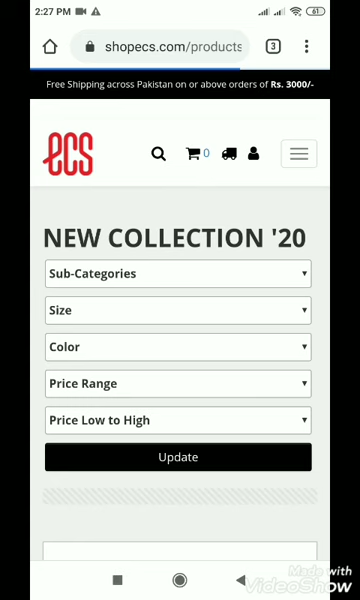 2:27 PM
61
shopecs.com/products
3
Free Shipping across Pakistan on or above orders of Rs. 3000/-
ecs
0
NEW COLLECTION '20
Sub-Categories
Size
Color
Price Range
Price Low to High
Update
Made with
VideoShow